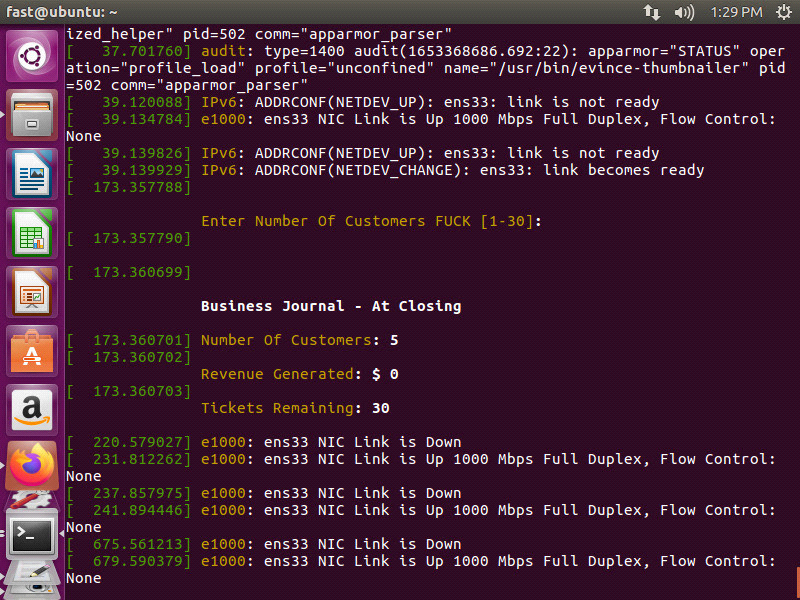 fast@ubuntu: ~
1:29 PM
ized_helper" pid=502 comm="apparmor_parser"
[   37.701760] audit: type=1400 audit(1653368686.692:22): apparmor="STATUS" oper
ation="profile_load" profile="unconfined" name="/usr/bin/evince-thumbnailer" pid
=502 comm="apparmor_parser"
[   39.120088] IPv6: ADDRCONF(NETDEV_UP): ens33: link is not ready
[   39.134784] e1000: ens33 NIC Link is Up 1000 Mbps Full Duplex, Flow Control:
None
[   39.139826] IPv6: ADDRCONF(NETDEV_UP): ens33: link is not ready
[   39.139929] IPv6: ADDRCONF(NETDEV_CHANGE): ens33: link becomes ready
[  173.357788]
Enter Number Of Customers FUCK [1-30]:
[  173.357790]
[  173.360699]
Business Journal - At Closing
[  173.360701] Number Of Customers: 5
[  173.360702]
Revenue Generated: $ 0
[  173.360703]
Tickets Remaining: 30
[  220.579027] e1000: ens33 NIC Link is Down
[  231.812262] e1000: ens33 NIC Link is Up 1000 Mbps Full Duplex, Flow Control:
None
[  237.857975] e1000: ens33 NIC Link is Down
[  241.894446] e1000: ens33 NIC Link is Up 1000 Mbps Full Duplex, Flow Control:
None
[  675.561213] e1000: ens33 NIC Link is Down
[  679.590379] e1000: ens33 NIC Link is Up 1000 Mbps Full Duplex, Flow Control:
None